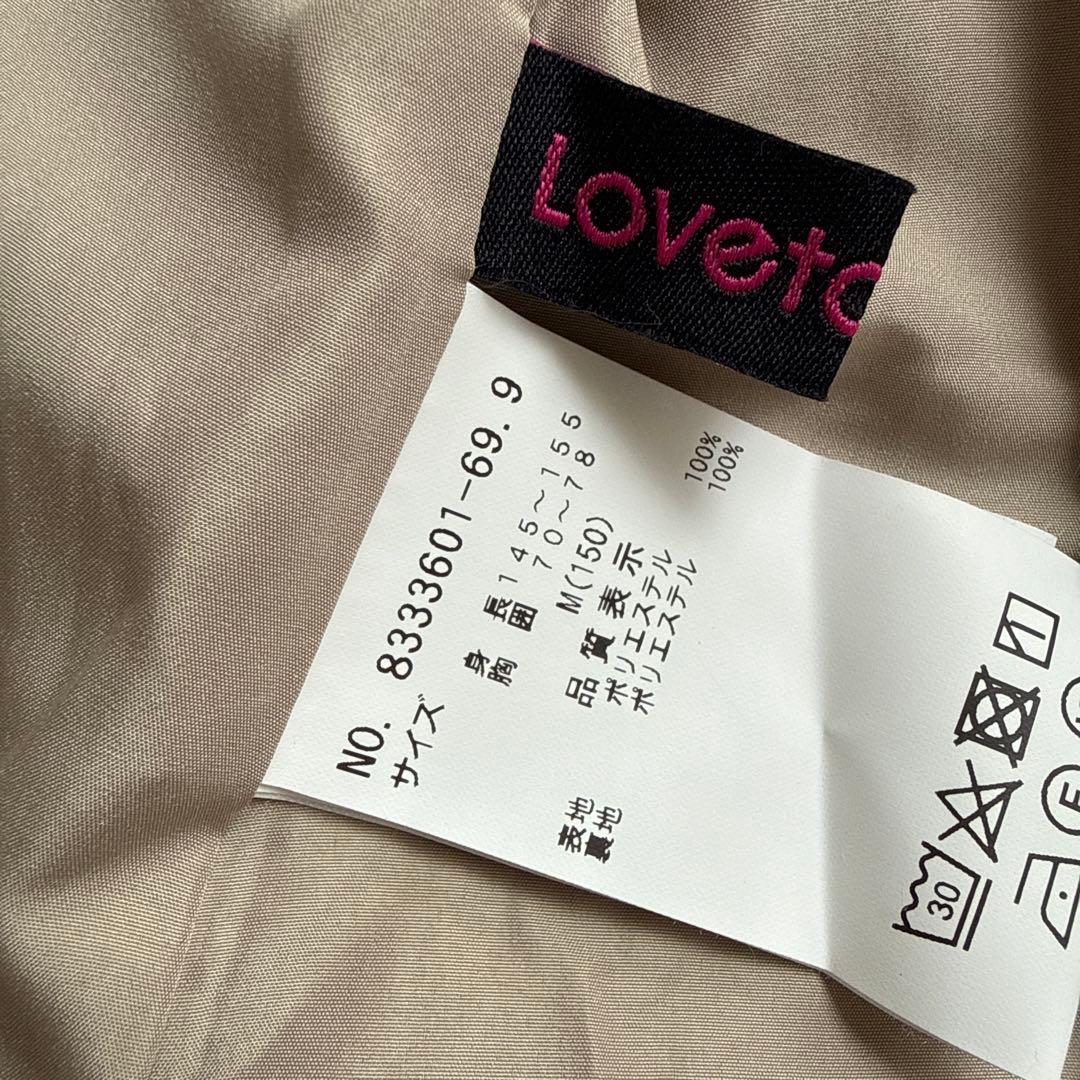 Loveto
NO. 8333601-69.9
サイズ
身長 145〜155
胸囲 70〜78
M(150)
品質表示
表地 ポリエステル 100%
裏地 ポリエステル 100%
30